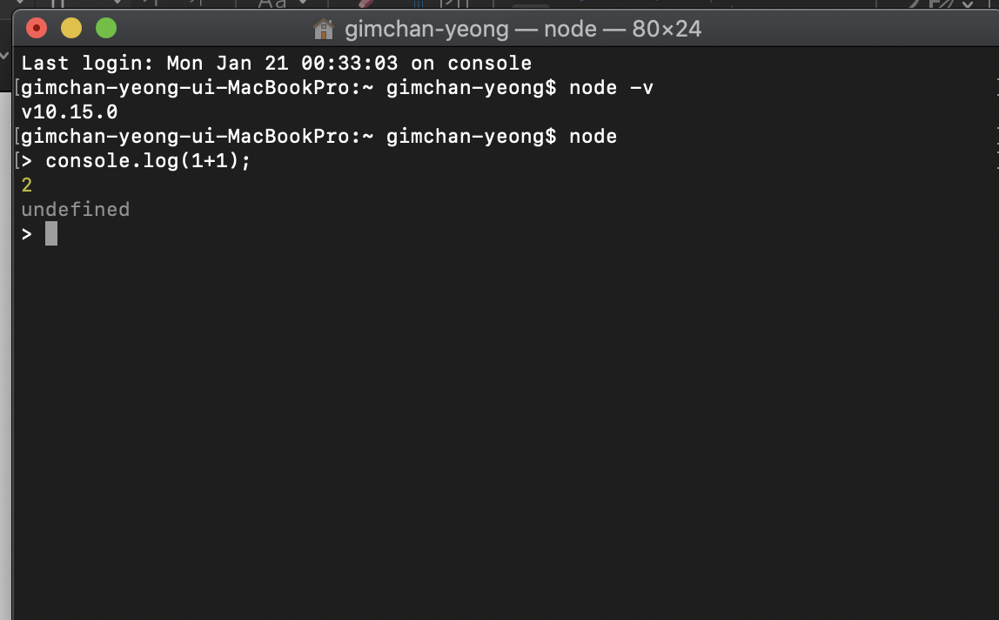 gimchan-yeong — node — 80×24
Last login: Mon Jan 21 00:33:03 on console
[gimchan-yeong-ui-MacBookPro:~ gimchan-yeong$ node -v
v10.15.0
[gimchan-yeong-ui-MacBookPro:~ gimchan-yeong$ node
[> console.log(1+1);
2
undefined
>